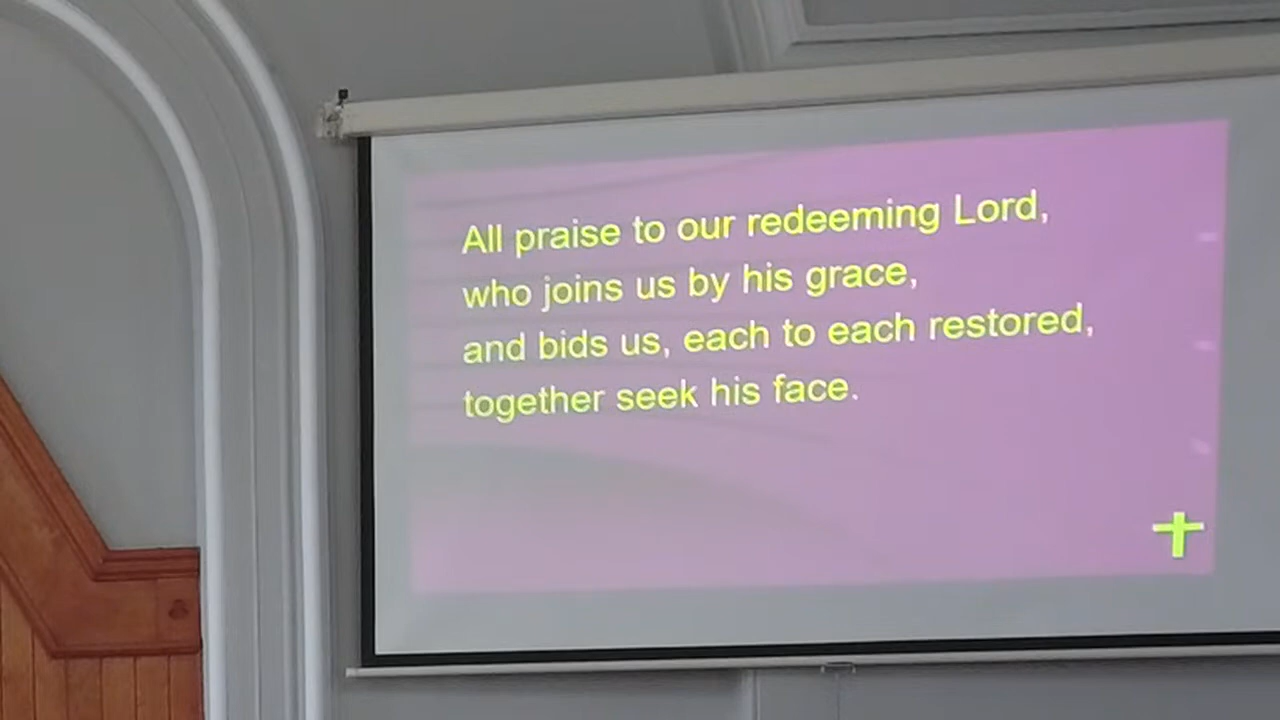 All praise to our redeeming Lord,
who joins us by his grace,
and bids us, each to each restored,
together seek his face.